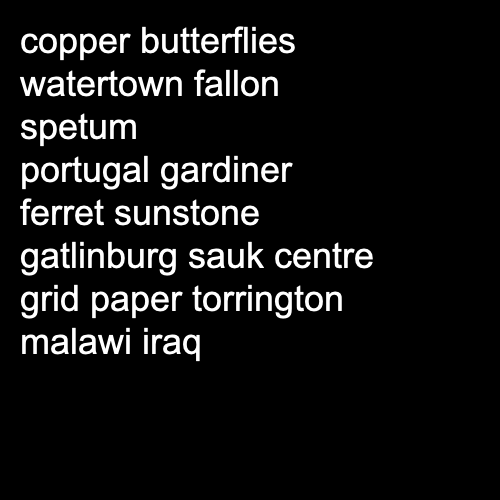 copper butterflies
watertown fallon
spetum
portugal gardiner
ferret sunstone
gatlinburg sauk centre
grid paper torrington
malawi iraq